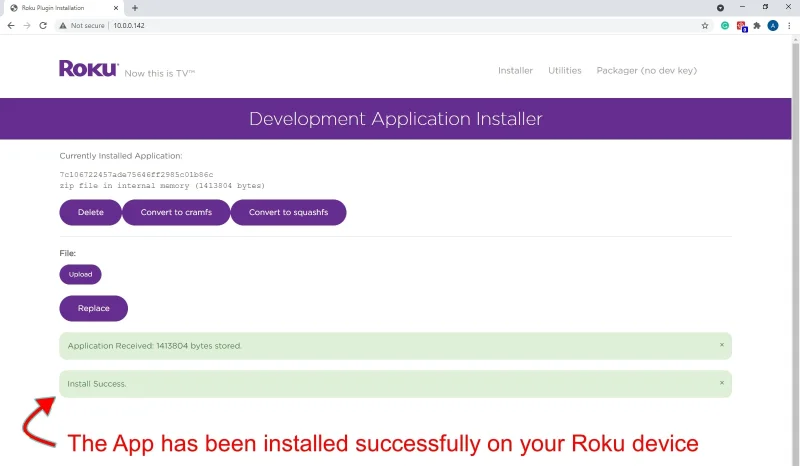 Roku Plugin Installation
Not secure | 10.0.0.142
A
Roku Now this is TV™
Installer Utilities Packager (no dev key)
Development Application Installer
Currently Installed Application:
7c106722457ade75646ff2985c01b86c
zip file in internal memory (1413804 bytes)
Delete Convert to cramfs Convert to squashfs
File:
Upload
Replace
Application Received: 1413804 bytes stored. ×
Install Success. ×
The App has been installed successfully on your Roku device